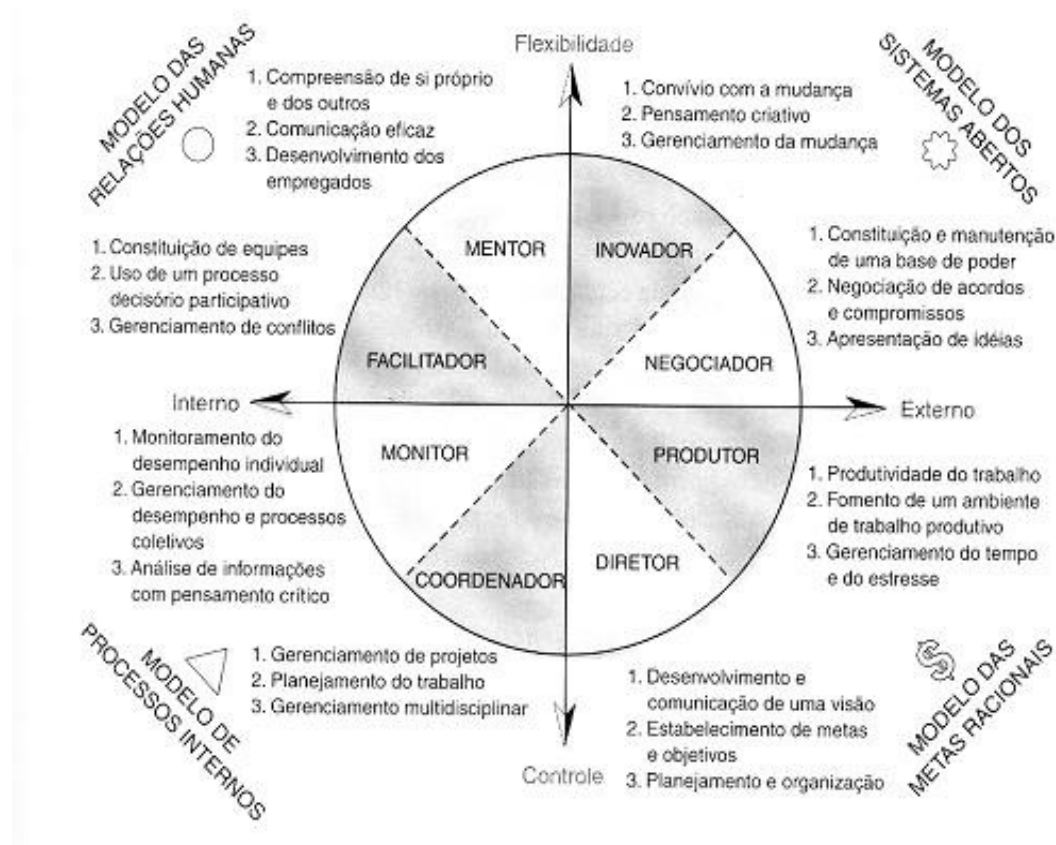 Flexibilidade
MODELO DAS
RELAÇÕES HUMANAS
1. Compreensão de si próprio
e dos outros
2. Comunicação eficaz
3. Desenvolvimento dos
empregados
1. Convívio com a mudança
2. Pensamento criativo
3. Gerenciamento da mudança
MODELO DOS
SISTEMAS ABERTOS
1. Constituição de equipes
2. Uso de um processo
decisório participativo
3. Gerenciamento de conflitos
MENTOR
INOVADOR
1. Constituição e manutenção
de uma base de poder
2. Negociação de acordos
e compromissos
3. Apresentação de idéias
FACILITADOR
NEGOCIADOR
Interno
Externo
1. Monitoramento do
desempenho individual
2. Gerenciamento do
desempenho e processos
coletivos
3. Análise de informações
com pensamento crítico
MONITOR
PRODUTOR
1. Produtividade do trabalho
2. Fomento de um ambiente
de trabalho produtivo
3. Gerenciamento do tempo
e do estresse
COORDENADOR
DIRETOR
MODELO DE
PROCESSOS INTERNOS
1. Gerenciamento de projetos
2. Planejamento do trabalho
3. Gerenciamento multidisciplinar
1. Desenvolvimento e
comunicação de uma visão
2. Estabelecimento de metas
e objetivos
3. Planejamento e organização
MODELO DAS
METAS RACIONAIS
Controle